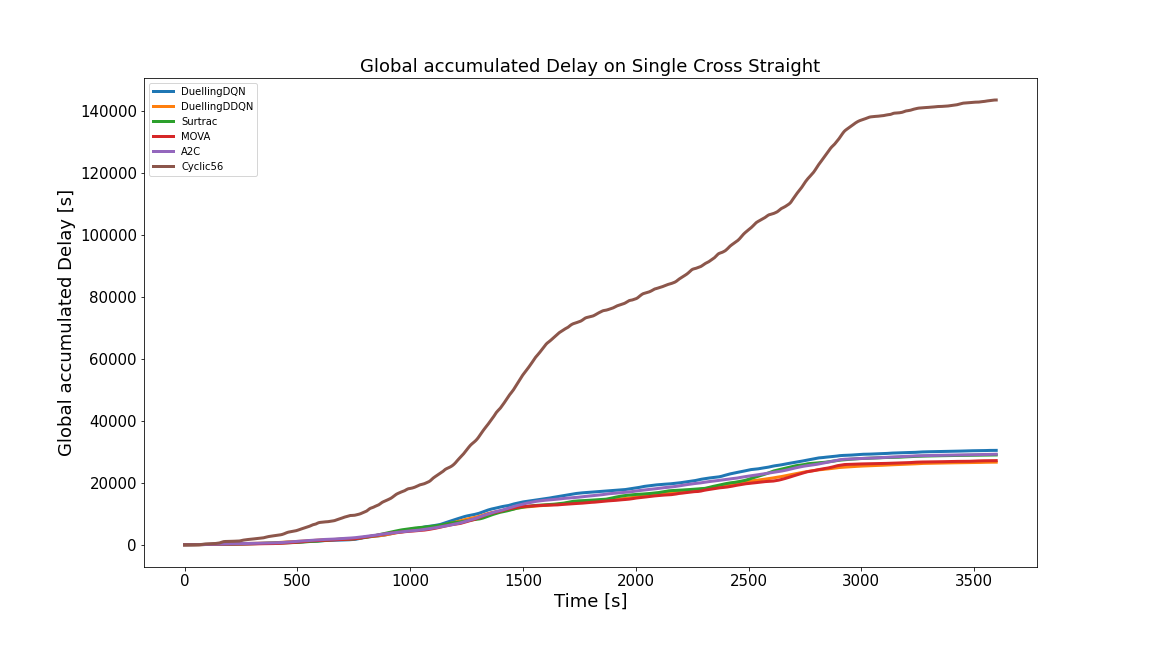 Global accumulated Delay on Single Cross Straight
DuellingDQN
DuellingDDQN
Surtrac
MOVA
A2C
Cyclic56
Global accumulated Delay [s]
140000
120000
100000
80000
60000
40000
20000
0
0 500 1000 1500 2000 2500 3000 3500
Time [s]